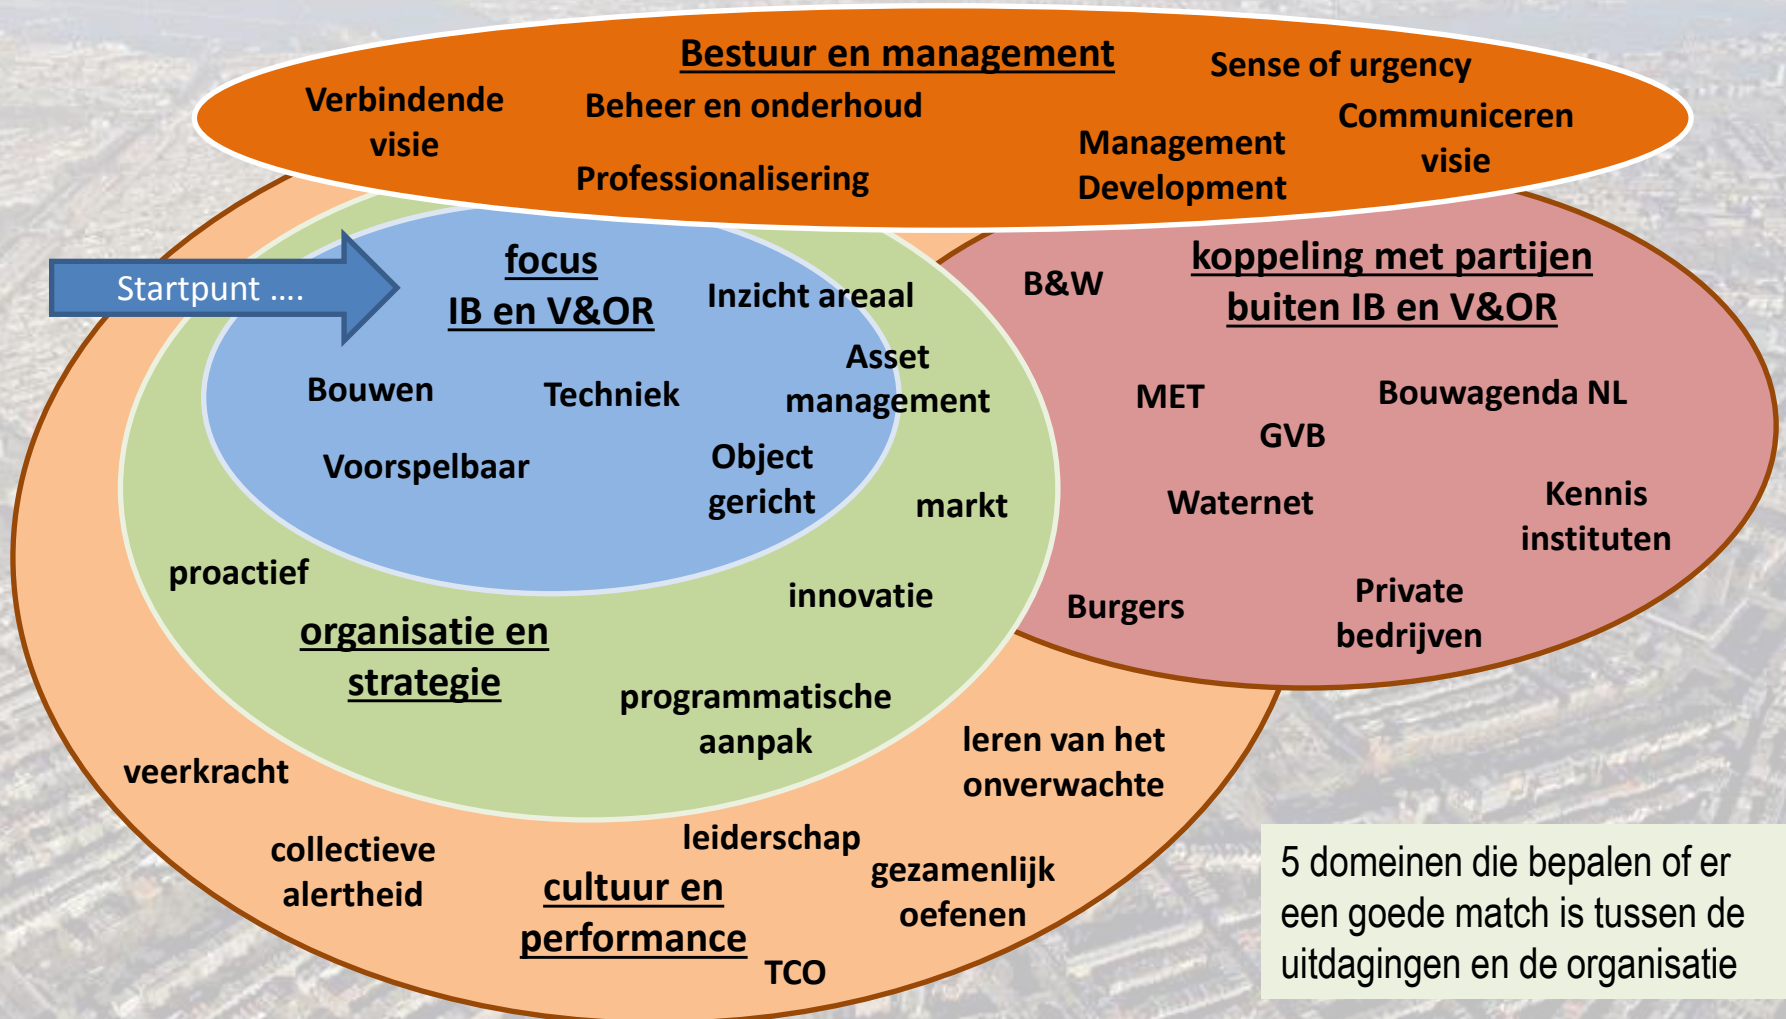 Bestuur en management
Sense of urgency
Verbindende
visie
Beheer en onderhoud
Communiceren
visie
Management
Development
Professionalisering
Startpunt ....
focus
IB en V&OR
Inzicht areaal
Asset
management
Bouwen
Techniek
Voorspelbaar
Object
gericht
markt
proactief
innovatie
organisatie en
strategie
programmatische
aanpak
koppeling met partijen
buiten IB en V&OR
B&W
MET
Bouwagenda NL
GVB
Waternet
Kennis
instituten
Burgers
Private
bedrijven
veerkracht
leren van het
onverwachte
collectieve
alertheid
leiderschap
gezamenlijk
oefenen
cultuur en
performance
TCO
5 domeinen die bepalen of er
een goede match is tussen de
uitdagingen en de organisatie